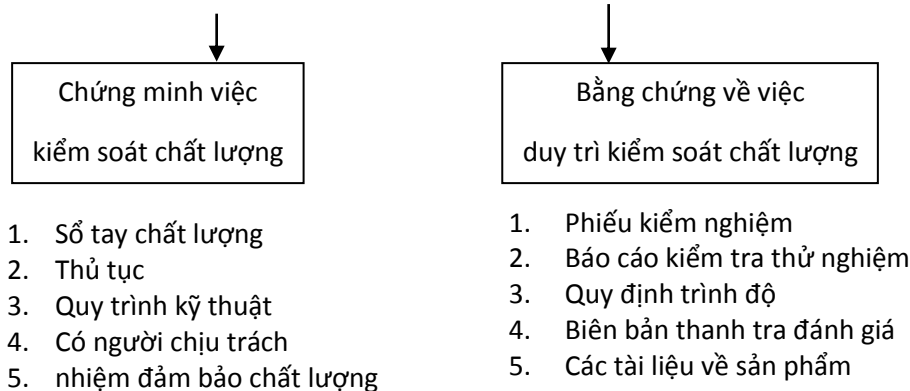 Chứng minh việc
kiểm soát chất lượng
1. Sổ tay chất lượng
2. Thủ tục
3. Quy trình kỹ thuật
4. Có người chịu trách
5. nhiệm đảm bảo chất lượng
Bằng chứng về việc
duy trì kiểm soát chất lượng
1. Phiếu kiểm nghiệm
2. Báo cáo kiểm tra thử nghiệm
3. Quy định trình độ
4. Biên bản thanh tra đánh giá
5. Các tài liệu về sản phẩm